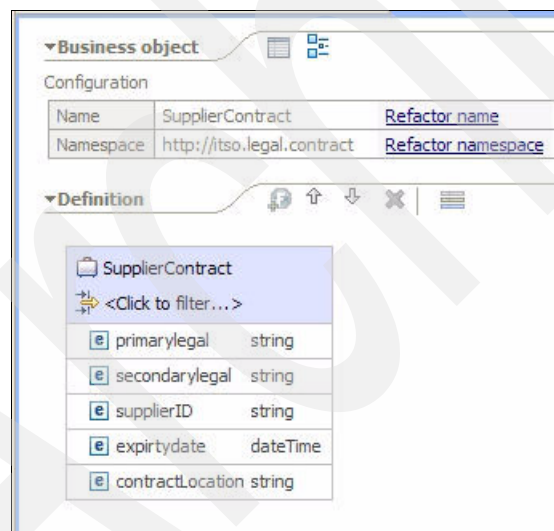 Business object
Configuration
Name SupplierContract Refactor name
Namespace http://itso.legal.contract Refactor namespace
Definition
SupplierContract
<Click to filter...>
e primarylegal string
e secondarylegal string
e supplierID string
e expirtydate dateTime
e contractLocation string